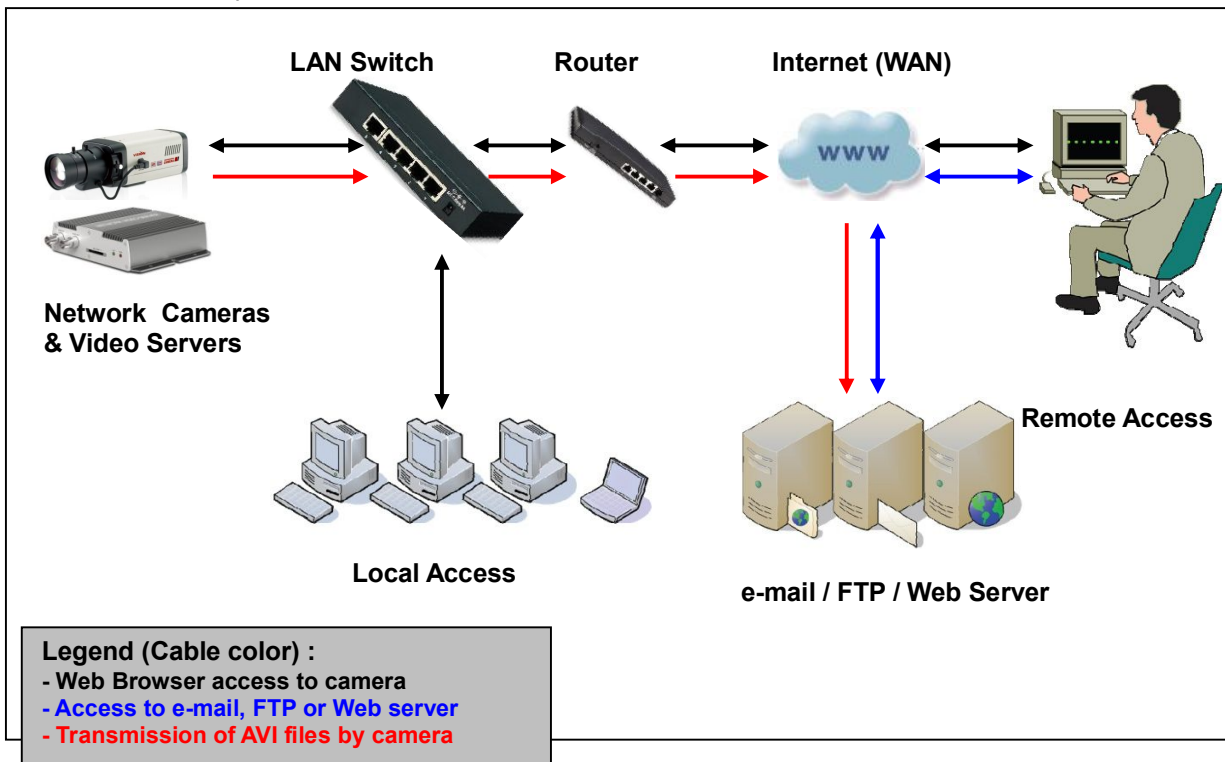 LAN Switch
Router
Internet (WAN)
www
Network Cameras
& Video Servers
Remote Access
Local Access
e-mail / FTP / Web Server
Legend (Cable color) :
- Web Browser access to camera
- Access to e-mail, FTP or Web server
- Transmission of AVI files by camera